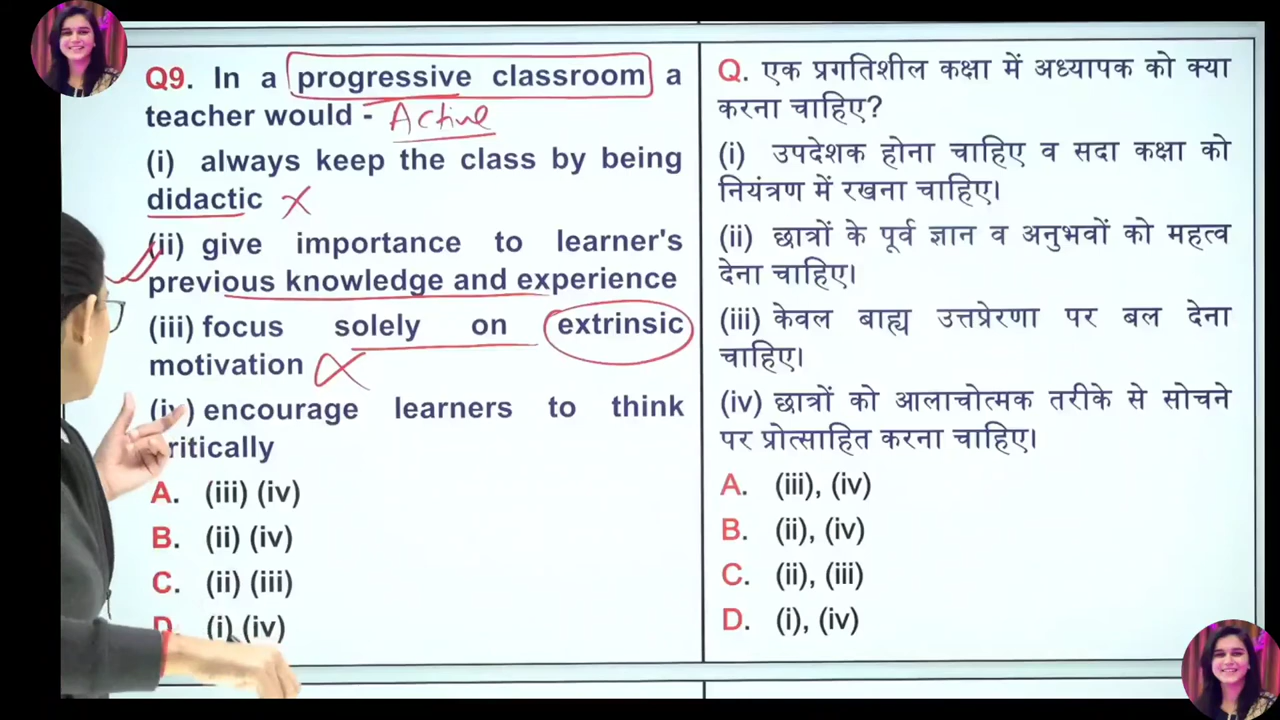 Q9. In a progressive classroom a
teacher would - Active
(i) always keep the class by being
didactic
(ii) give importance to learner's
previous knowledge and experience
(iii) focus solely on extrinsic
motivation
(iv) encourage learners to think
critically
A. (iii) (iv)
B. (ii) (iv)
C. (ii) (iii)
D. (i) (iv)
Q. एक प्रगतिशील कक्षा में अध्यापक को क्या
करना चाहिए?
(i) उपदेशक होना चाहिए व सदा कक्षा को
नियंत्रण में रखना चाहिए।
(ii) छात्रों के पूर्व ज्ञान व अनुभवों को महत्व
देना चाहिए।
(iii) केवल बाह्य उत्तप्रेरणा पर बल देना
चाहिए।
(iv) छात्रों को आलाचोत्मक तरीके से सोचने
पर प्रोत्साहित करना चाहिए।
A. (iii), (iv)
B. (ii), (iv)
C. (ii), (iii)
D. (i), (iv)